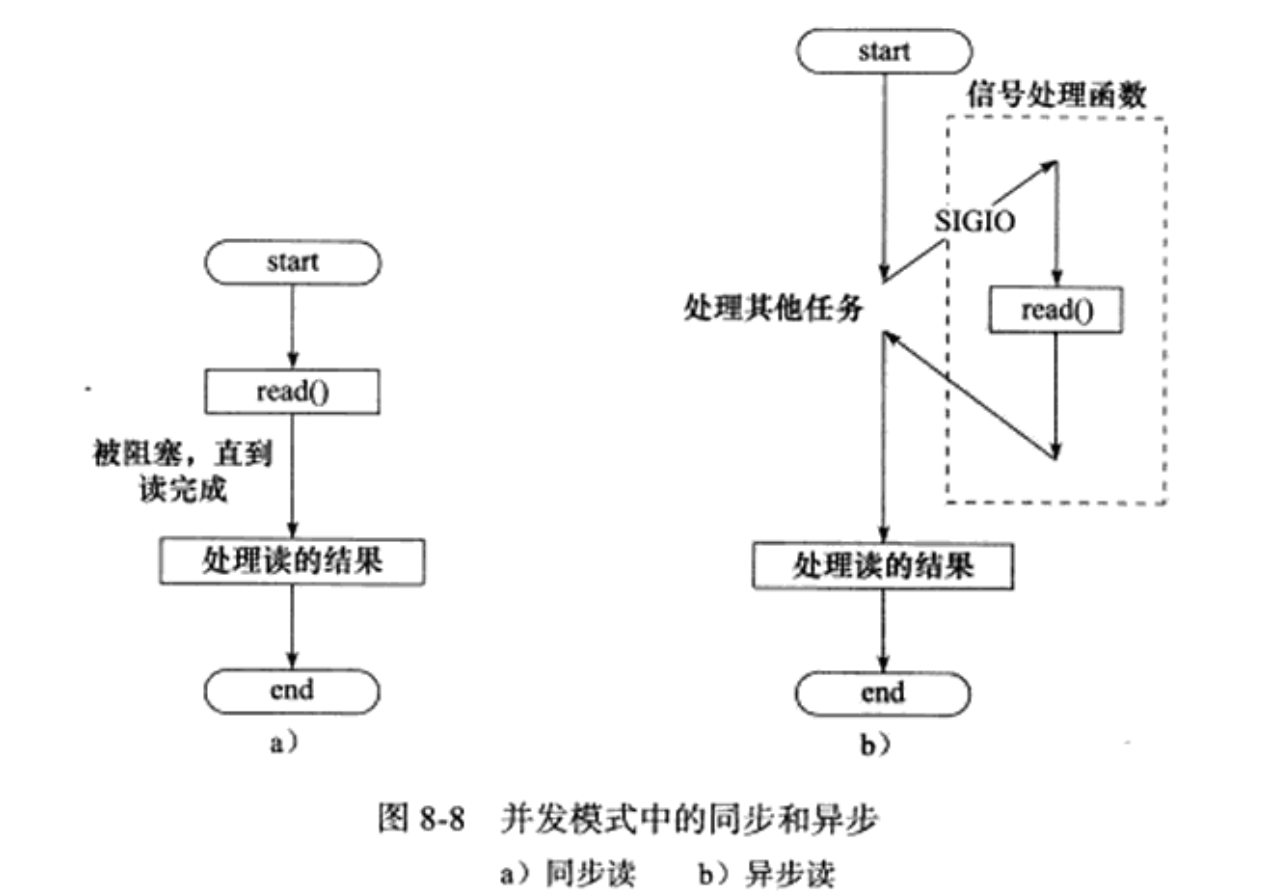 start
read()
被阻塞，直到
读完成
处理读的结果
end
a）
start
信号处理函数
SIGIO
处理其他任务
read()
处理读的结果
end
b）
图 8-8 并发模式中的同步和异步
a）同步读 b）异步读